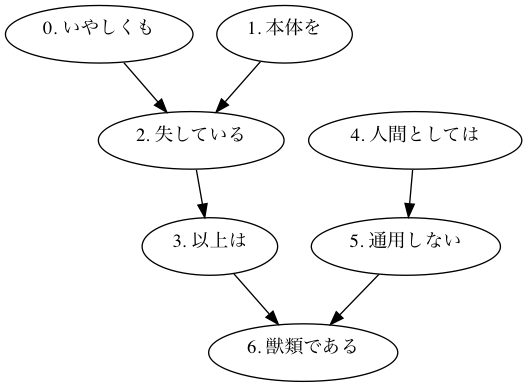 0. いやしくも
1. 本体を
2. 失している
4. 人間としては
3. 以上は
5. 通用しない
6. 獣類である